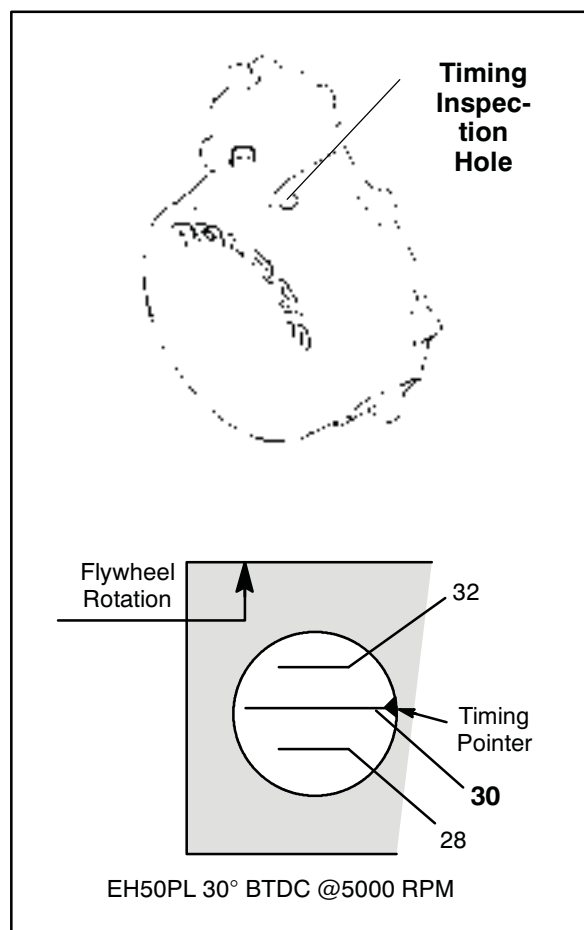 Timing
Inspec-
tion
Hole
Flywheel
Rotation
32
Timing
Pointer
30
28
EH50PL 30° BTDC @5000 RPM